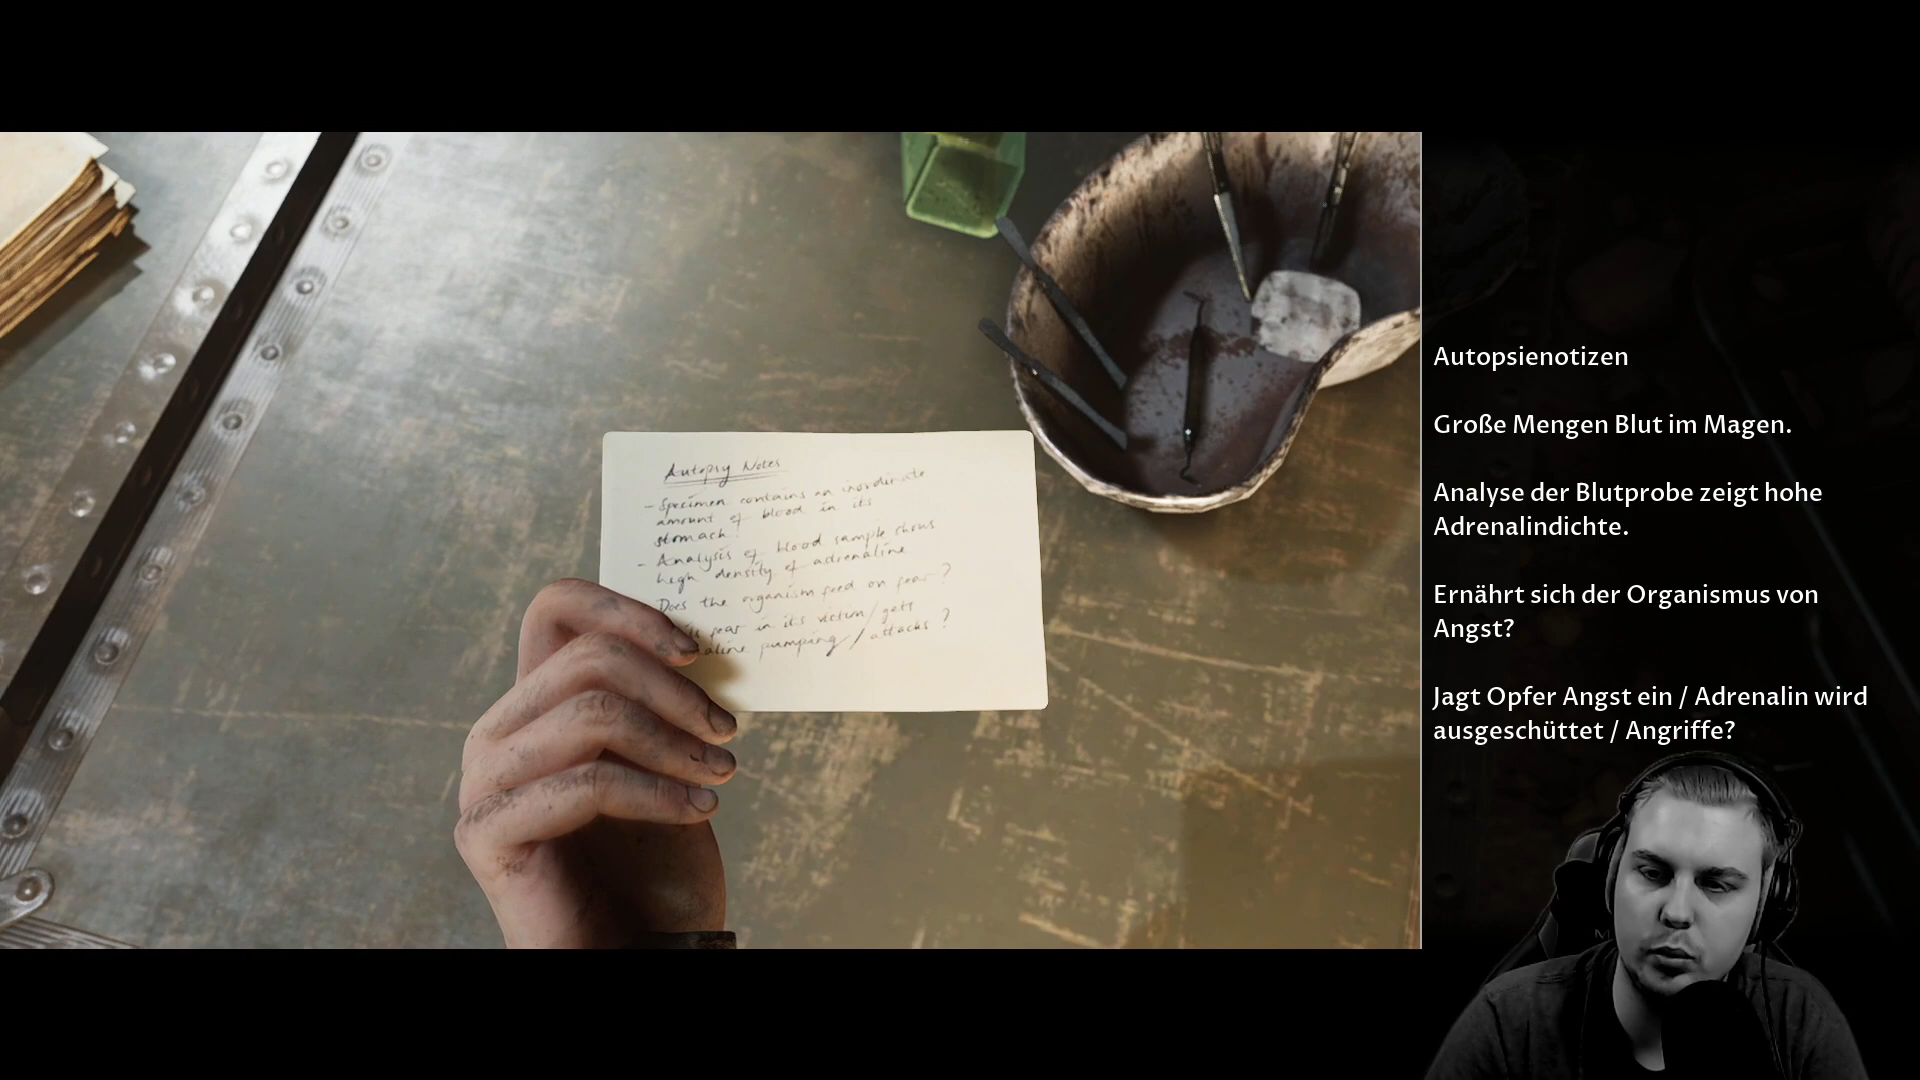 Autopsy Notes
- Specimen contains an inordinate
amount of blood in its
stomach!
- Analysis of blood sample shows
high density of adrenaline
Does the organism feed on fear?
fear in its victim/gets
aline pumping/attacks?
Autopsienotizen
Große Mengen Blut im Magen.
Analyse der Blutprobe zeigt hohe
Adrenalindichte.
Ernährt sich der Organismus von
Angst?
Jagt Opfer Angst ein / Adrenalin wird
ausgeschüttet / Angriffe?